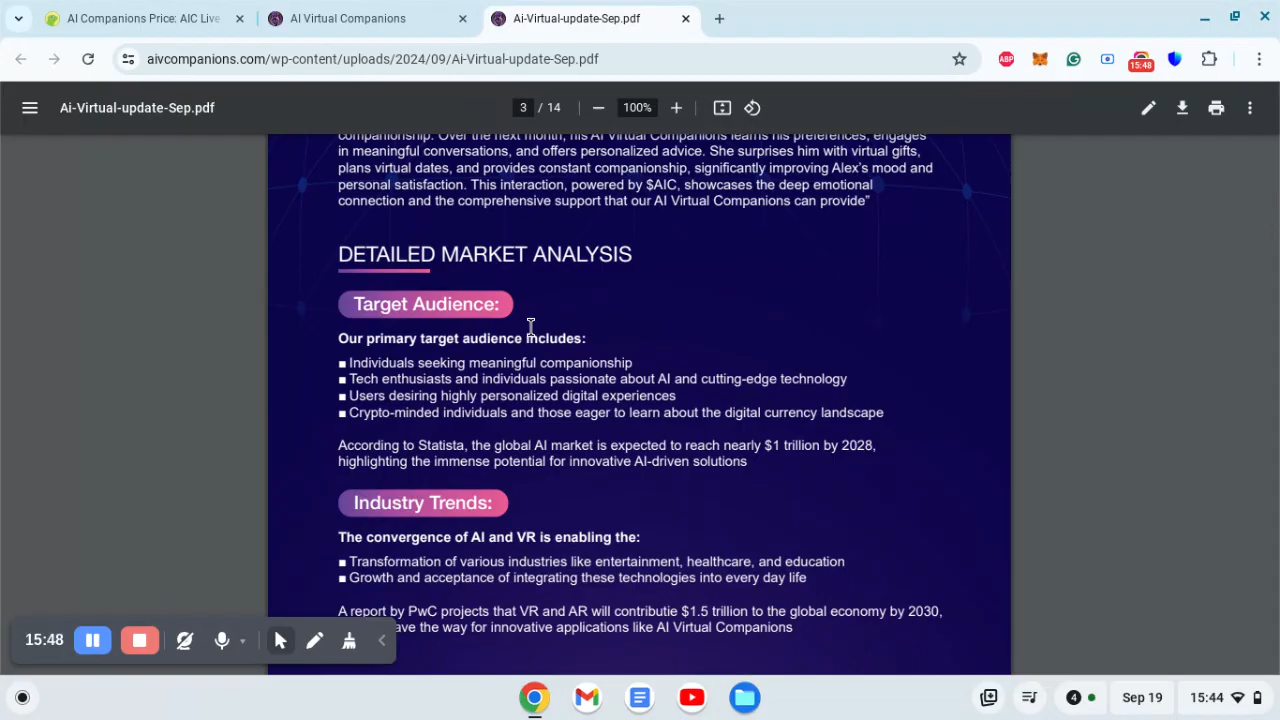 AI Companions Price: AIC Live
AI Virtual Companions
Ai-Virtual-update-Sep.pdf
aivcompanions.com/wp-content/uploads/2024/09/Ai-Virtual-update-Sep.pdf
ABP
15:48
Ai-Virtual-update-Sep.pdf
3 / 14
100%
companionship. Over the next month, his AI Virtual Companions learns his preferences, engages
in meaningful conversations, and offers personalized advice. She surprises him with virtual gifts,
plans virtual dates, and provides constant companionship, significantly improving Alex's mood and
personal satisfaction. This interaction, powered by $AIC, showcases the deep emotional
connection and the comprehensive support that our AI Virtual Companions can provide"
DETAILED MARKET ANALYSIS
Target Audience:
Our primary target audience includes:
■ Individuals seeking meaningful companionship
■ Tech enthusiasts and individuals passionate about AI and cutting-edge technology
■ Users desiring highly personalized digital experiences
■ Crypto-minded individuals and those eager to learn about the digital currency landscape
According to Statista, the global AI market is expected to reach nearly $1 trillion by 2028,
highlighting the immense potential for innovative AI-driven solutions
Industry Trends:
The convergence of AI and VR is enabling the:
■ Transformation of various industries like entertainment, healthcare, and education
■ Growth and acceptance of integrating these technologies into every day life
A report by PwC projects that VR and AR will contributie $1.5 trillion to the global economy by 2030,
the way for innovative applications like AI Virtual Companions
15:48
4
Sep 19
15:44